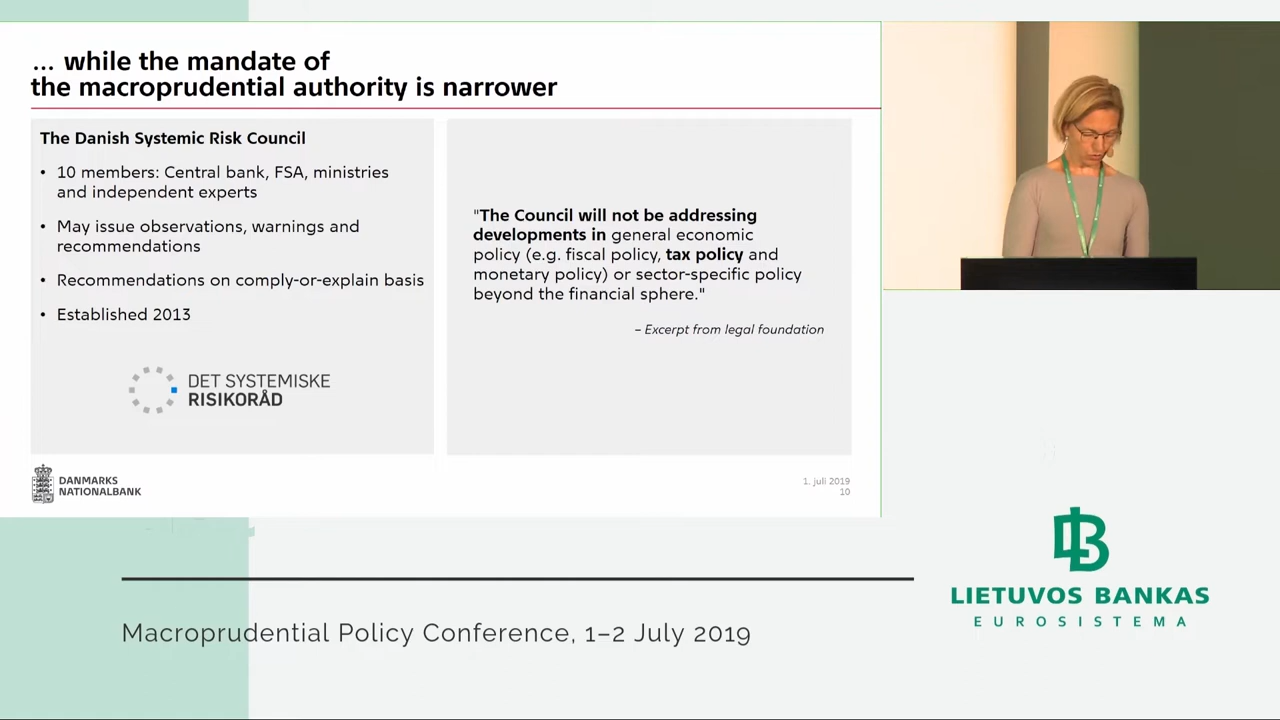 ... while the mandate of
the macroprudential authority is narrower
The Danish Systemic Risk Council
• 10 members: Central bank, FSA, ministries
and independent experts
• May issue observations, warnings and
recommendations
• Recommendations on comply-or-explain basis
• Established 2013
DET SYSTEMISKE
RISIKORÅD
"The Council will not be addressing
developments in general economic
policy (e.g. fiscal policy, tax policy and
monetary policy) or sector-specific policy
beyond the financial sphere."
– Excerpt from legal foundation
DANMARKS
NATIONALBANK
1. juli 2019
10
LIETUVOS BANKAS
EUROSISTEMA
Macroprudential Policy Conference, 1–2 July 2019